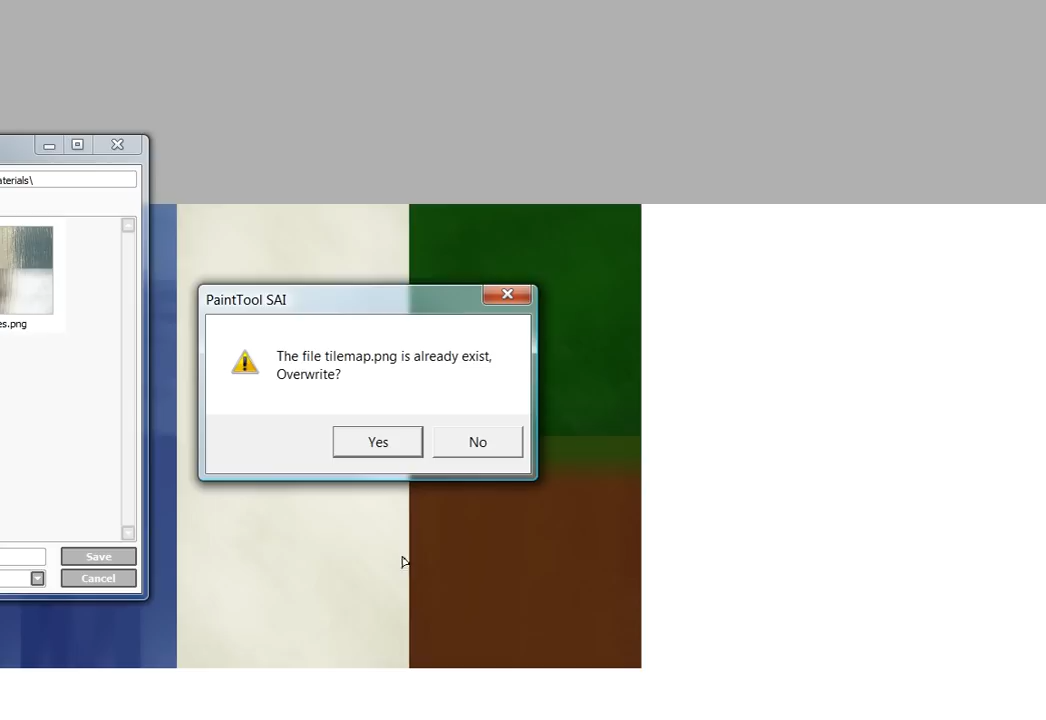 aterials\
es.png
PaintTool SAI
The file tilemap.png is already exist,
Overwrite?
Yes
No
Save
Cancel